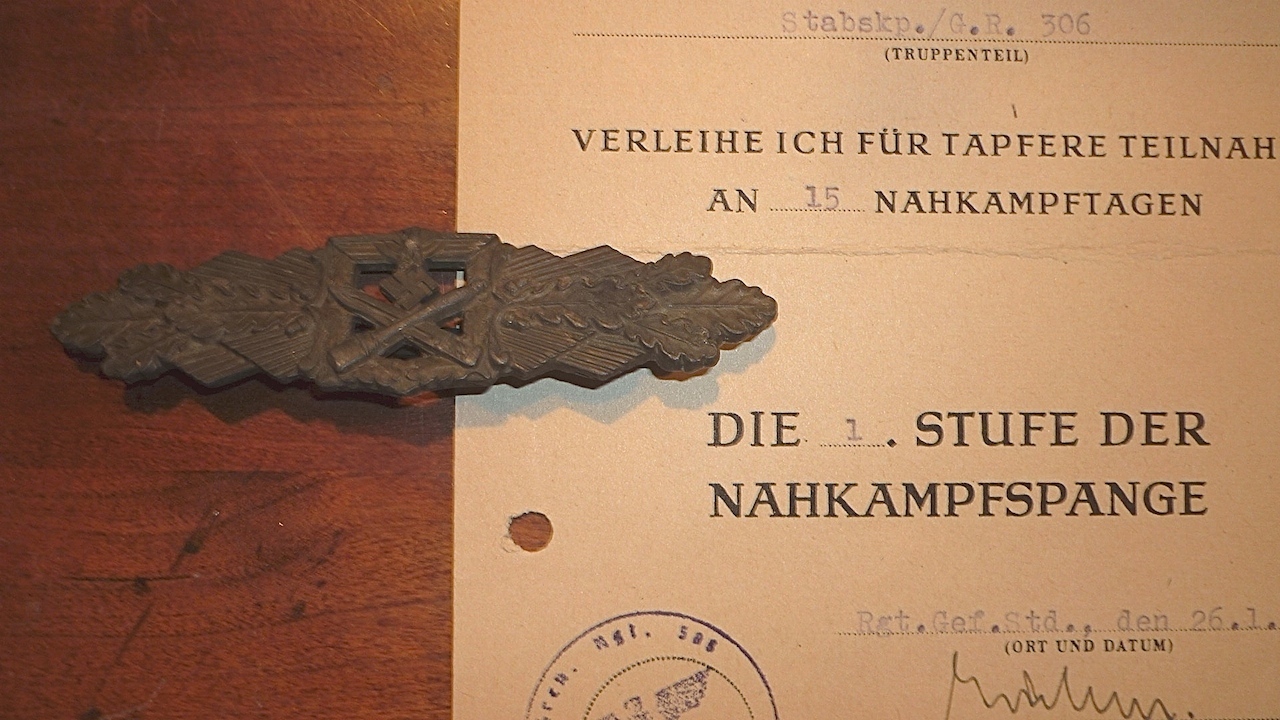 Stabskp./G.R. 306
(TRUPPENTEIL)
VERLEIHE ICH FÜR TAPFERE TEILNAH
AN 15 NAHKAMPFTAGEN
DIE 1. STUFE DER
NAHKAMPFSPANGE
Rgt.Gef.Std., den 26.1.
(ORT UND DATUM)
Rgt.